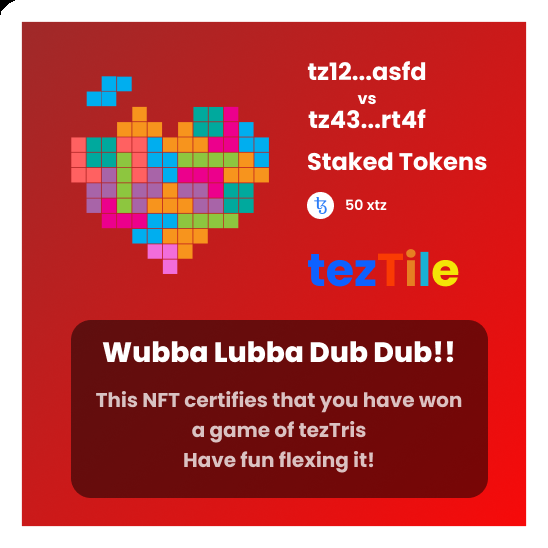 tz12...asfd
vs
tz43...rt4f
Staked Tokens
50 xtz
tezTile
Wubba Lubba Dub Dub!!
This NFT certifies that you have won
a game of tezTris
Have fun flexing it!